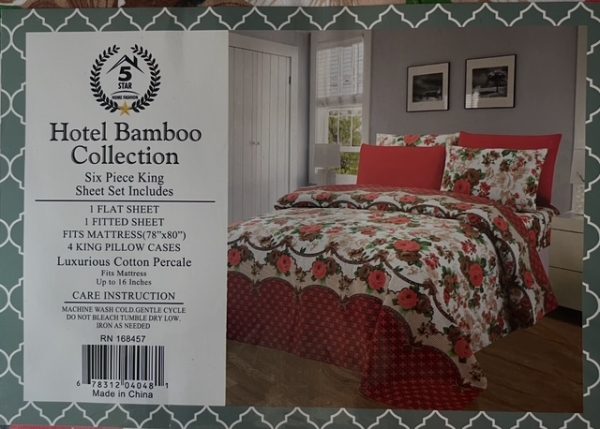 5
STAR
HOME FASHION
Hotel Bamboo
Collection
Six Piece King
Sheet Set Includes
1 FLAT SHEET
1 FITTED SHEET
FITS MATTRESS(78"x80")
4 KING PILLOW CASES
Luxurious Cotton Percale
Fits Mattress
Up to 16 Inches
CARE INSTRUCTION
MACHINE WASH COLD.GENTLE CYCLE
DO NOT BLEACH TUMBLE DRY LOW.
IRON AS NEEDED
RN 168457
6 78312 04048 1
Made in China